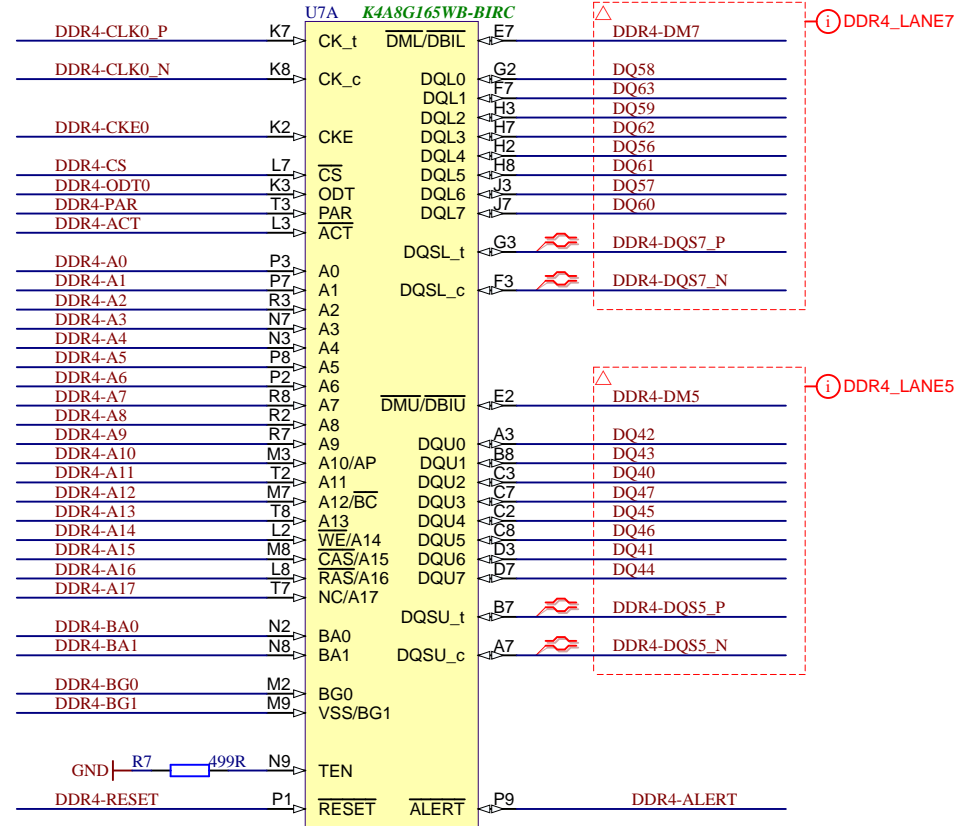 U7A K4A8G165WB-BIRC
DDR4-CLK0_P K7 CK_t DML/DBIL E7 DDR4-DM7 i DDR4_LANE7
DDR4-CLK0_N K8 CK_c DQL0 G2 DQ58
DQL1 F7 DQ63
DQL2 H3 DQ59
DDR4-CKE0 K2 CKE DQL3 H7 DQ62
DQL4 H2 DQ56
DDR4-CS L7 CS DQL5 H8 DQ61
DDR4-ODT0 K3 ODT DQL6 J3 DQ57
DDR4-PAR T3 PAR DQL7 J7 DQ60
DDR4-ACT L3 ACT
DQSL_t G3 DDR4-DQS7_P
DDR4-A0 P3 A0
DDR4-A1 P7 A1 DQSL_c F3 DDR4-DQS7_N
DDR4-A2 R3 A2
DDR4-A3 N7 A3
DDR4-A4 N3 A4
DDR4-A5 P8 A5
DDR4-A6 P2 A6 i DDR4_LANE5
DDR4-A7 R8 A7 DMU/DBIU E2 DDR4-DM5
DDR4-A8 R2 A8
DDR4-A9 R7 A9 DQU0 A3 DQ42
DDR4-A10 M3 A10/AP DQU1 B8 DQ43
DDR4-A11 T2 A11 DQU2 C3 DQ40
DDR4-A12 M7 A12/BC DQU3 C7 DQ47
DDR4-A13 T8 A13 DQU4 C2 DQ45
DDR4-A14 L2 WE/A14 DQU5 C8 DQ46
DDR4-A15 M8 CAS/A15 DQU6 D3 DQ41
DDR4-A16 L8 RAS/A16 DQU7 D7 DQ44
DDR4-A17 T7 NC/A17
DQSU_t B7 DDR4-DQS5_P
DDR4-BA0 N2 BA0
DDR4-BA1 N8 BA1 DQSU_c A7 DDR4-DQS5_N
DDR4-BG0 M2 BG0
DDR4-BG1 M9 VSS/BG1
GND R7 499R N9 TEN
DDR4-RESET P1 RESET ALERT P9 DDR4-ALERT